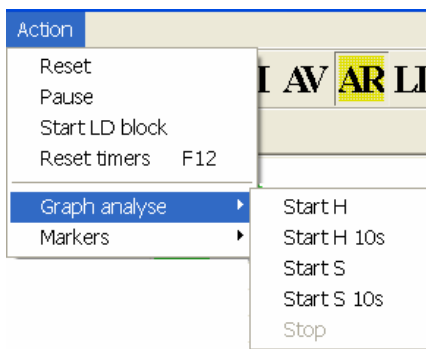 Action
Reset
Pause
Start LD block
Reset timers F12
Graph analyse
Markers
AV AR
Start H
Start H 10s
Start S
Start S 10s
Stop